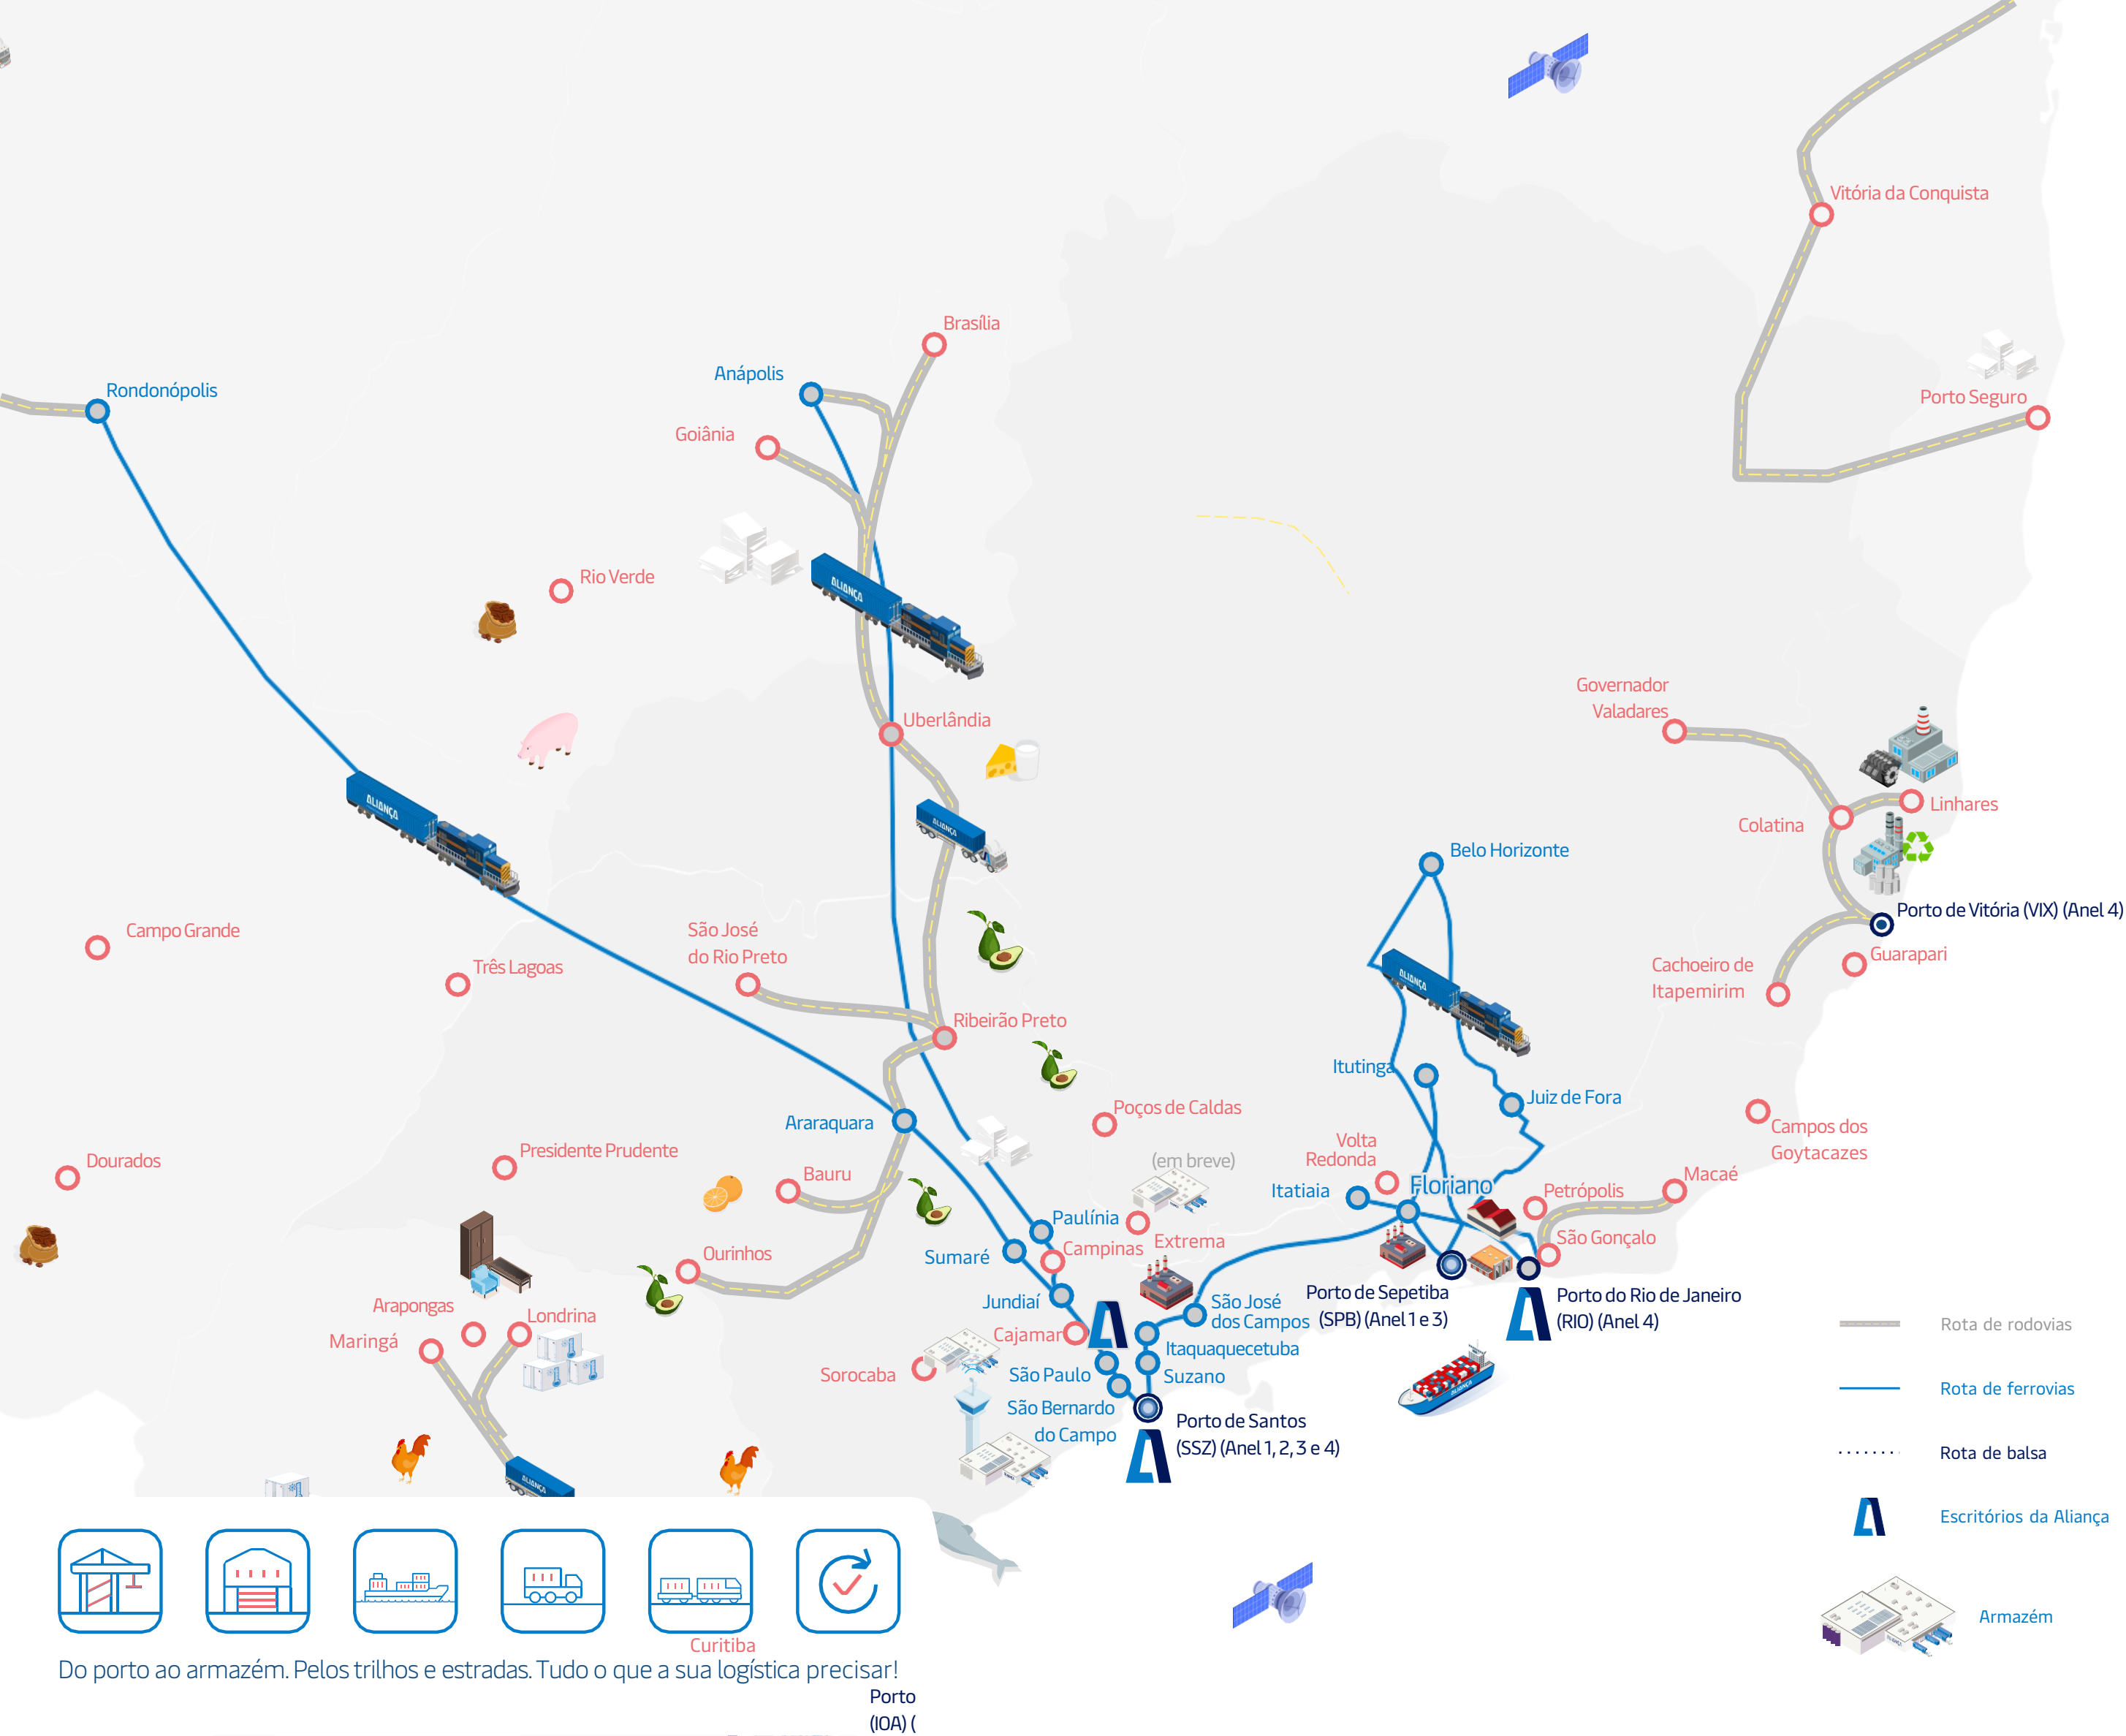 Vitória da Conquista
Brasília
Anápolis
Rondonópolis
Porto Seguro
Goiânia
Rio Verde
ALIANÇA
Governador
Valadares
Uberlândia
ALIANÇA
Linhares
Colatina
ALIANÇA
Belo Horizonte
Porto de Vitória (VIX) (Anel 4)
Campo Grande
São José
do Rio Preto
Guarapari
Três Lagoas
Cachoeiro de
Itapemirim
ALIANÇA
Ribeirão Preto
Itutinga
Juiz de Fora
Poços de Caldas
Araraquara
Campos dos
Goytacazes
Volta
Redonda
Presidente Prudente
Dourados
(em breve)
Bauru
Macaé
Itatiaia
Floriano
Petrópolis
Paulínia
São Gonçalo
Campinas
Extrema
Ourinhos
Sumaré
Porto de Sepetiba
(SPB) (Anel 1 e 3)
Porto do Rio de Janeiro
(RIO) (Anel 4)
Jundiaí
São José
dos Campos
Arapongas
Londrina
Maringá
Cajamar
Itaquaquecetuba
Sorocaba
São Paulo
Suzano
São Bernardo
do Campo
Porto de Santos
(SSZ) (Anel 1, 2, 3 e 4)
ALIANÇA
ALIANÇA
Rota de rodovias
Rota de ferrovias
Rota de balsa
Escritórios da Aliança
Armazém
Curitiba
Do porto ao armazém. Pelos trilhos e estradas. Tudo o que a sua logística precisar!
Porto
(IOA) (